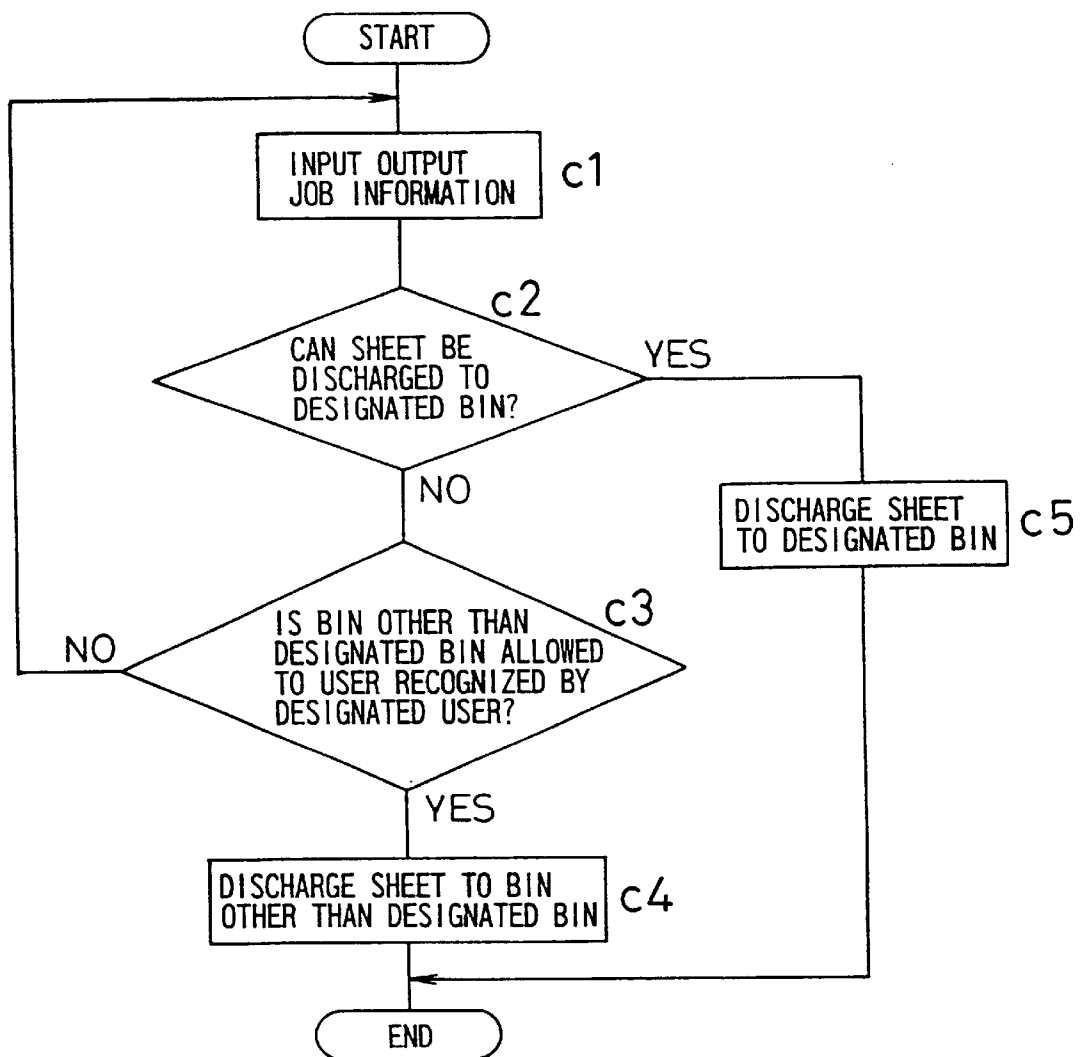 START
INPUT OUTPUT
JOB INFORMATION
c1
c2
CAN SHEET BE
DISCHARGED TO
DESIGNATED BIN?
YES
NO
DISCHARGE SHEET
TO DESIGNATED BIN
c5
c3
IS BIN OTHER THAN
DESIGNATED BIN ALLOWED
TO USER RECOGNIZED BY
DESIGNATED USER?
NO
YES
DISCHARGE SHEET TO BIN
OTHER THAN DESIGNATED BIN
c4
END